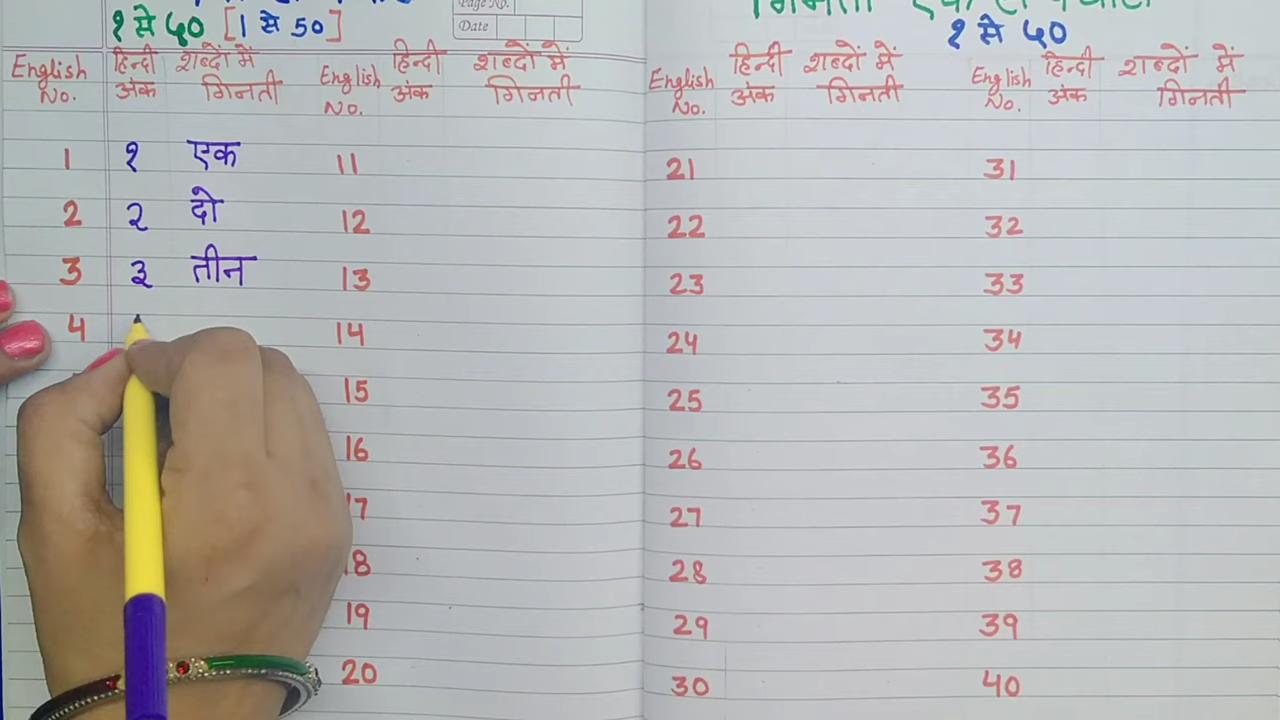 Page No.
Date
१ से ५० [1 से 50]
English No. हिन्दी अंक शब्दों में गिनती English No. हिन्दी अंक शब्दों में गिनती
1 १ एक 11
2 २ दो 12
3 ३ तीन 13
4 14
15
16
17
18
19
20
१ से ५०
English No. हिन्दी अंक शब्दों में गिनती English No. हिन्दी अंक शब्दों में गिनती
21 31
22 32
23 33
24 34
25 35
26 36
27 37
28 38
29 39
30 40